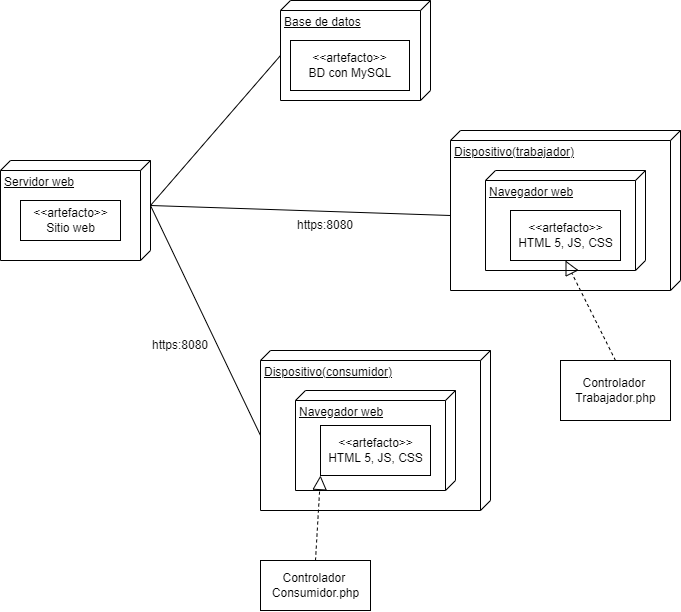 Base de datos
<<artefacto>>
BD con MySQL
Dispositivo(trabajador)
Navegador web
<<artefacto>>
HTML 5, JS, CSS
Servidor web
<<artefacto>>
Sitio web
https:8080
https:8080
Dispositivo(consumidor)
Navegador web
<<artefacto>>
HTML 5, JS, CSS
Controlador
Trabajador.php
Controlador
Consumidor.php